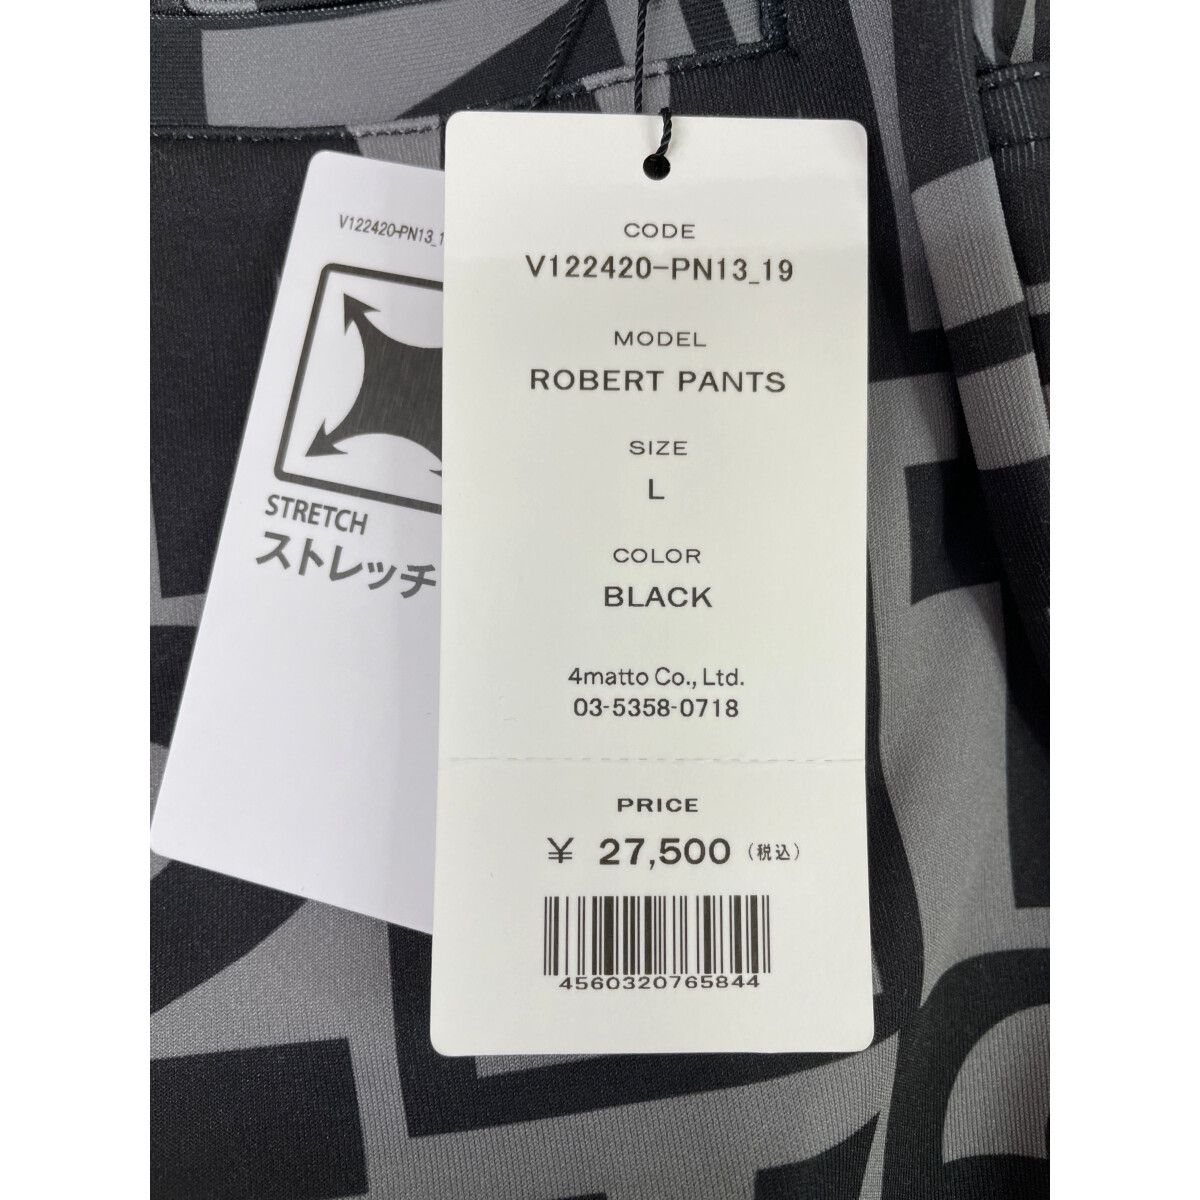 V122420-PN13_1
STRETCH
ストレッチ
CODE
V122420-PN13_19
MODEL
ROBERT PANTS
SIZE
L
COLOR
BLACK
4matto Co., Ltd.
03-5358-0718
PRICE
¥ 27,500 (税込)
4560320765844